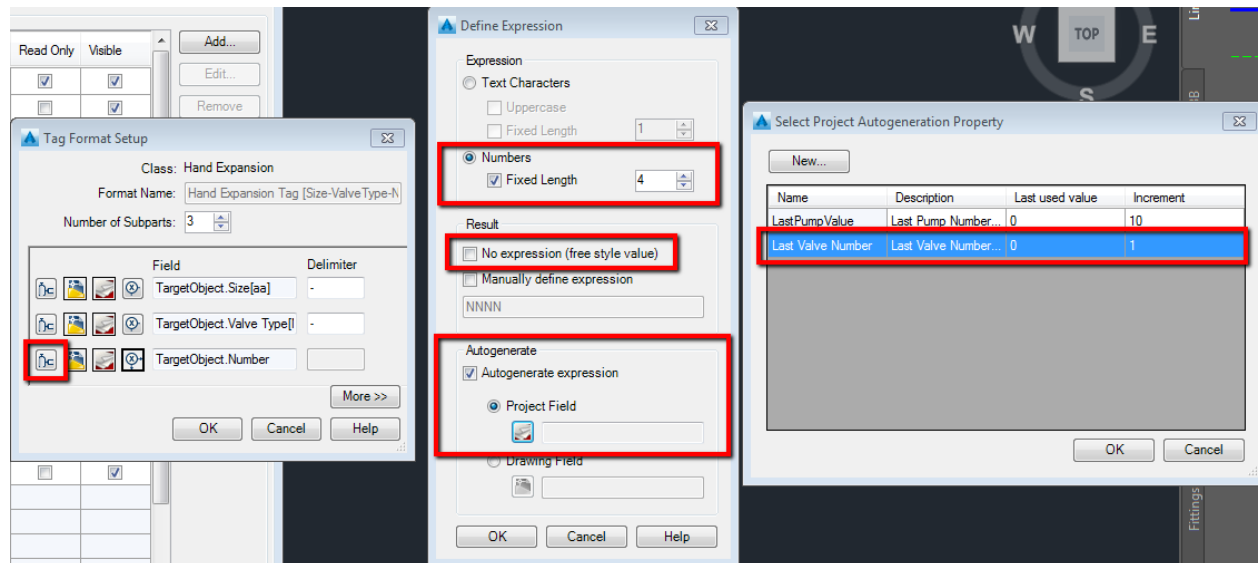 Read Only Visible
Add...
Edit...
Remove
Tag Format Setup
Class: Hand Expansion
Format Name: Hand Expansion Tag [Size-ValveType-N
Number of Subparts: 3
Field Delimiter
TargetObject.Size[aa] -
TargetObject.Valve Type[ -
TargetObject.Number
More >>
OK Cancel Help
Define Expression
Expression
Text Characters
Uppercase
Fixed Length 1
Numbers
Fixed Length 4
Result
No expression (free style value)
Manually define expression
NNNN
Autogenerate
Autogenerate expression
Project Field
Drawing Field
OK Cancel Help
W TOP E
S
Select Project Autogeneration Property
New...
Name Description Last used value Increment
LastPumpValue Last Pump Number... 0 10
Last Valve Number Last Valve Number... 0 1
OK Cancel
Fittings